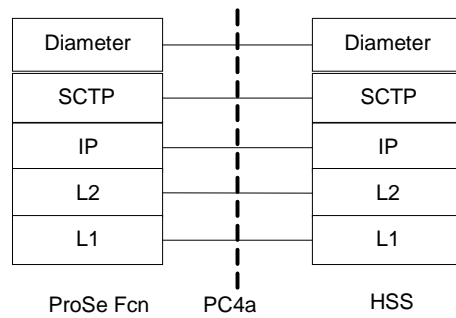 Diameter Diameter
SCTP SCTP
IP IP
L2 L2
L1 L1
ProSe Fcn PC4a HSS